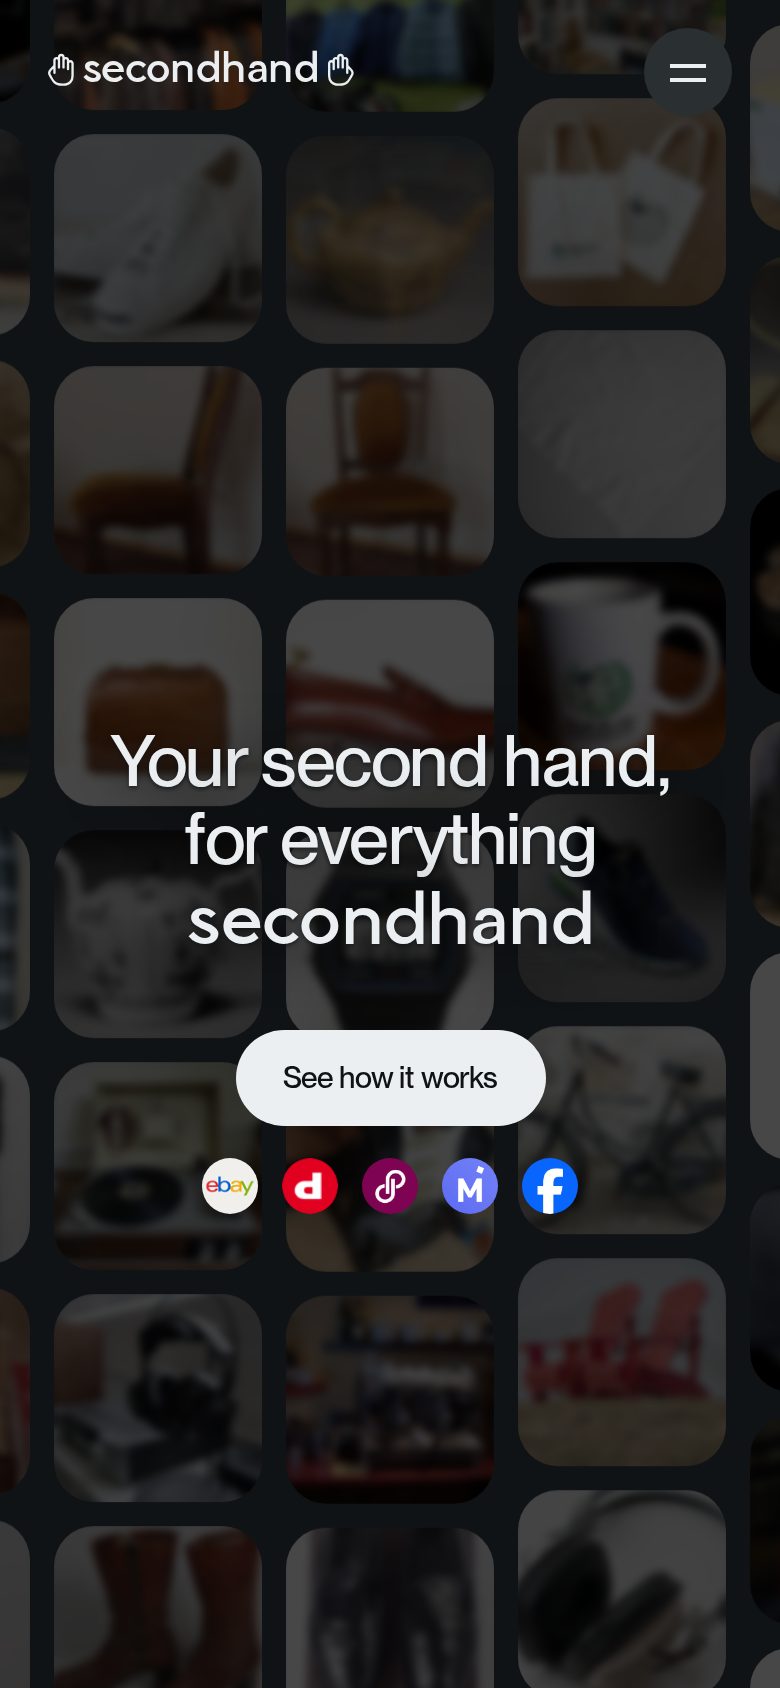 secondhand
Your second hand,
for everything
secondhand
See how it works
ebay